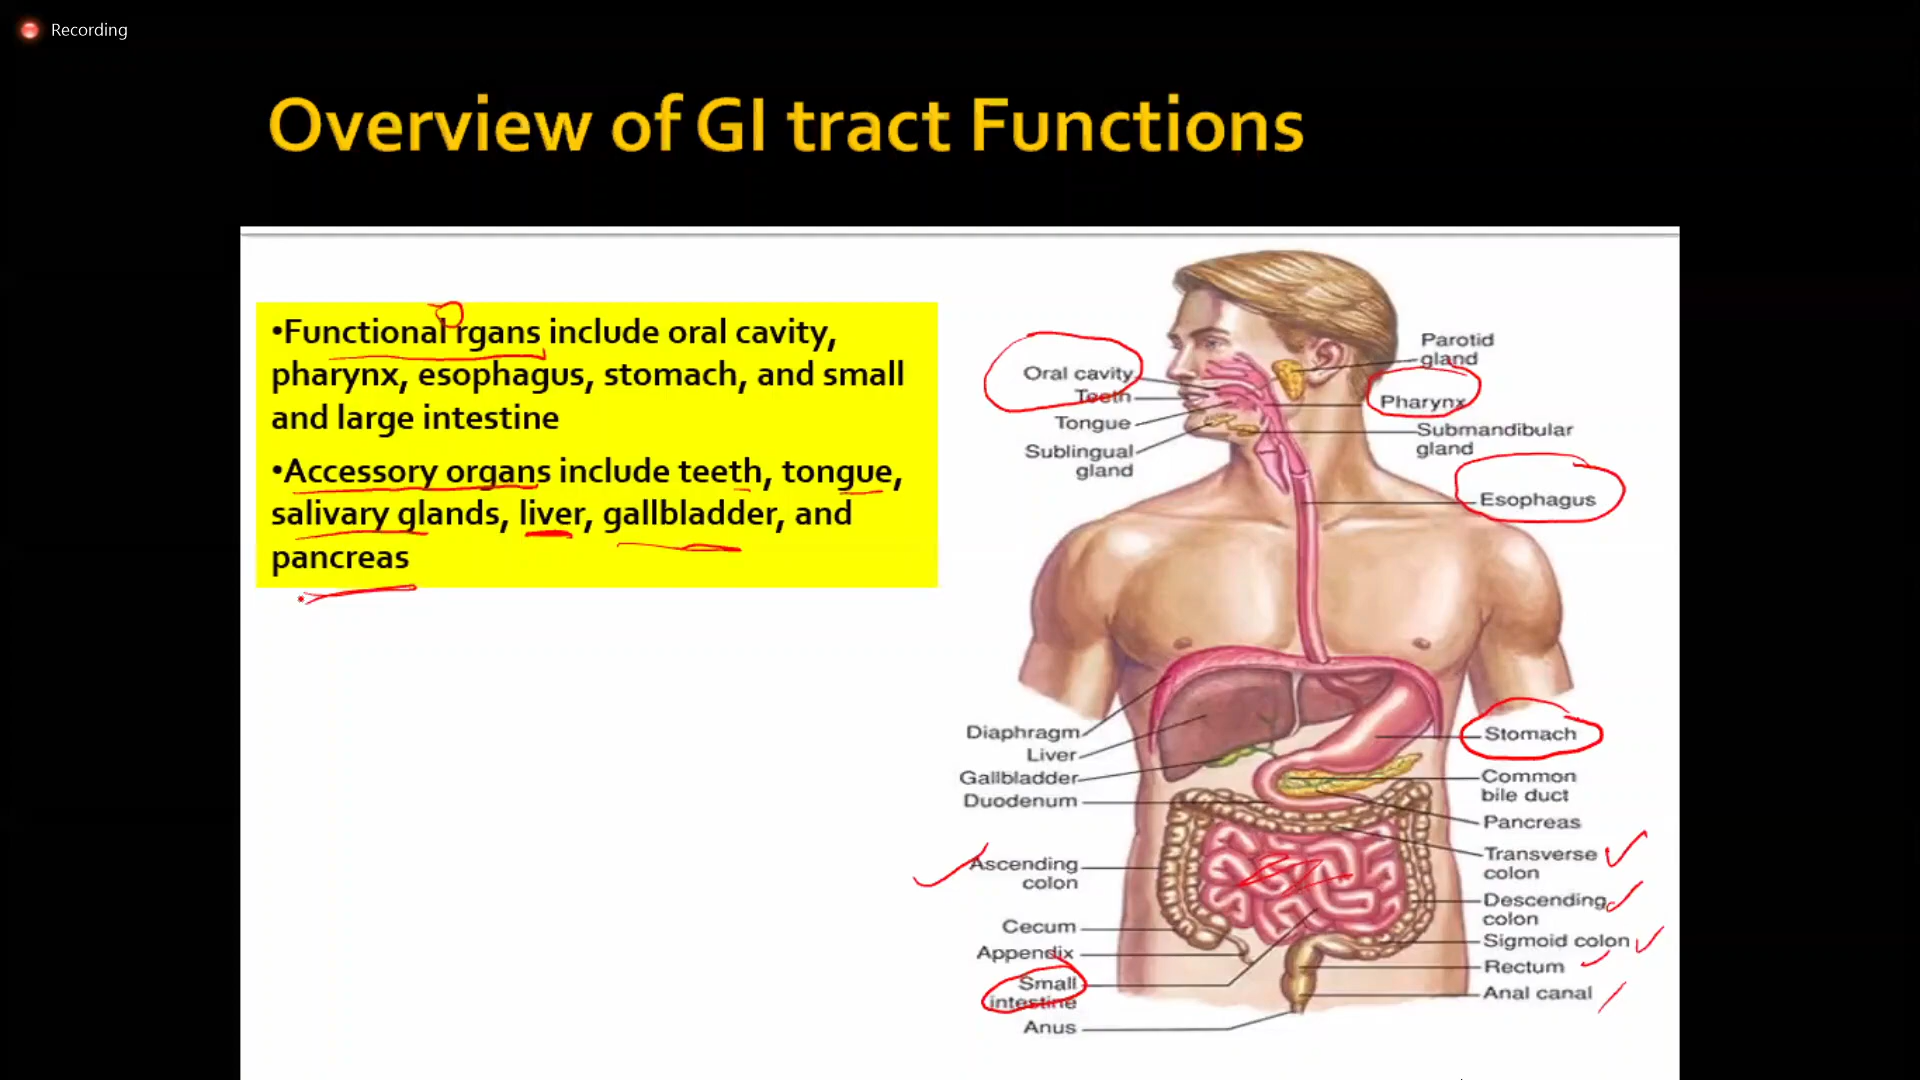 Recording
Overview of GI tract Functions
•Functional rgans include oral cavity,
pharynx, esophagus, stomach, and small
and large intestine
•Accessory organs include teeth, tongue,
salivary glands, liver, gallbladder, and
pancreas
Oral cavity
Teeth
Tongue
Sublingual
gland
Parotid
gland
Pharynx
Submandibular
gland
Esophagus
Diaphragm
Liver
Gallbladder
Duodenum
Ascending
colon
Cecum
Appendix
Small
intestine
Anus
Stomach
Common
bile duct
Pancreas
Transverse
colon
Descending
colon
Sigmoid colon
Rectum
Anal canal